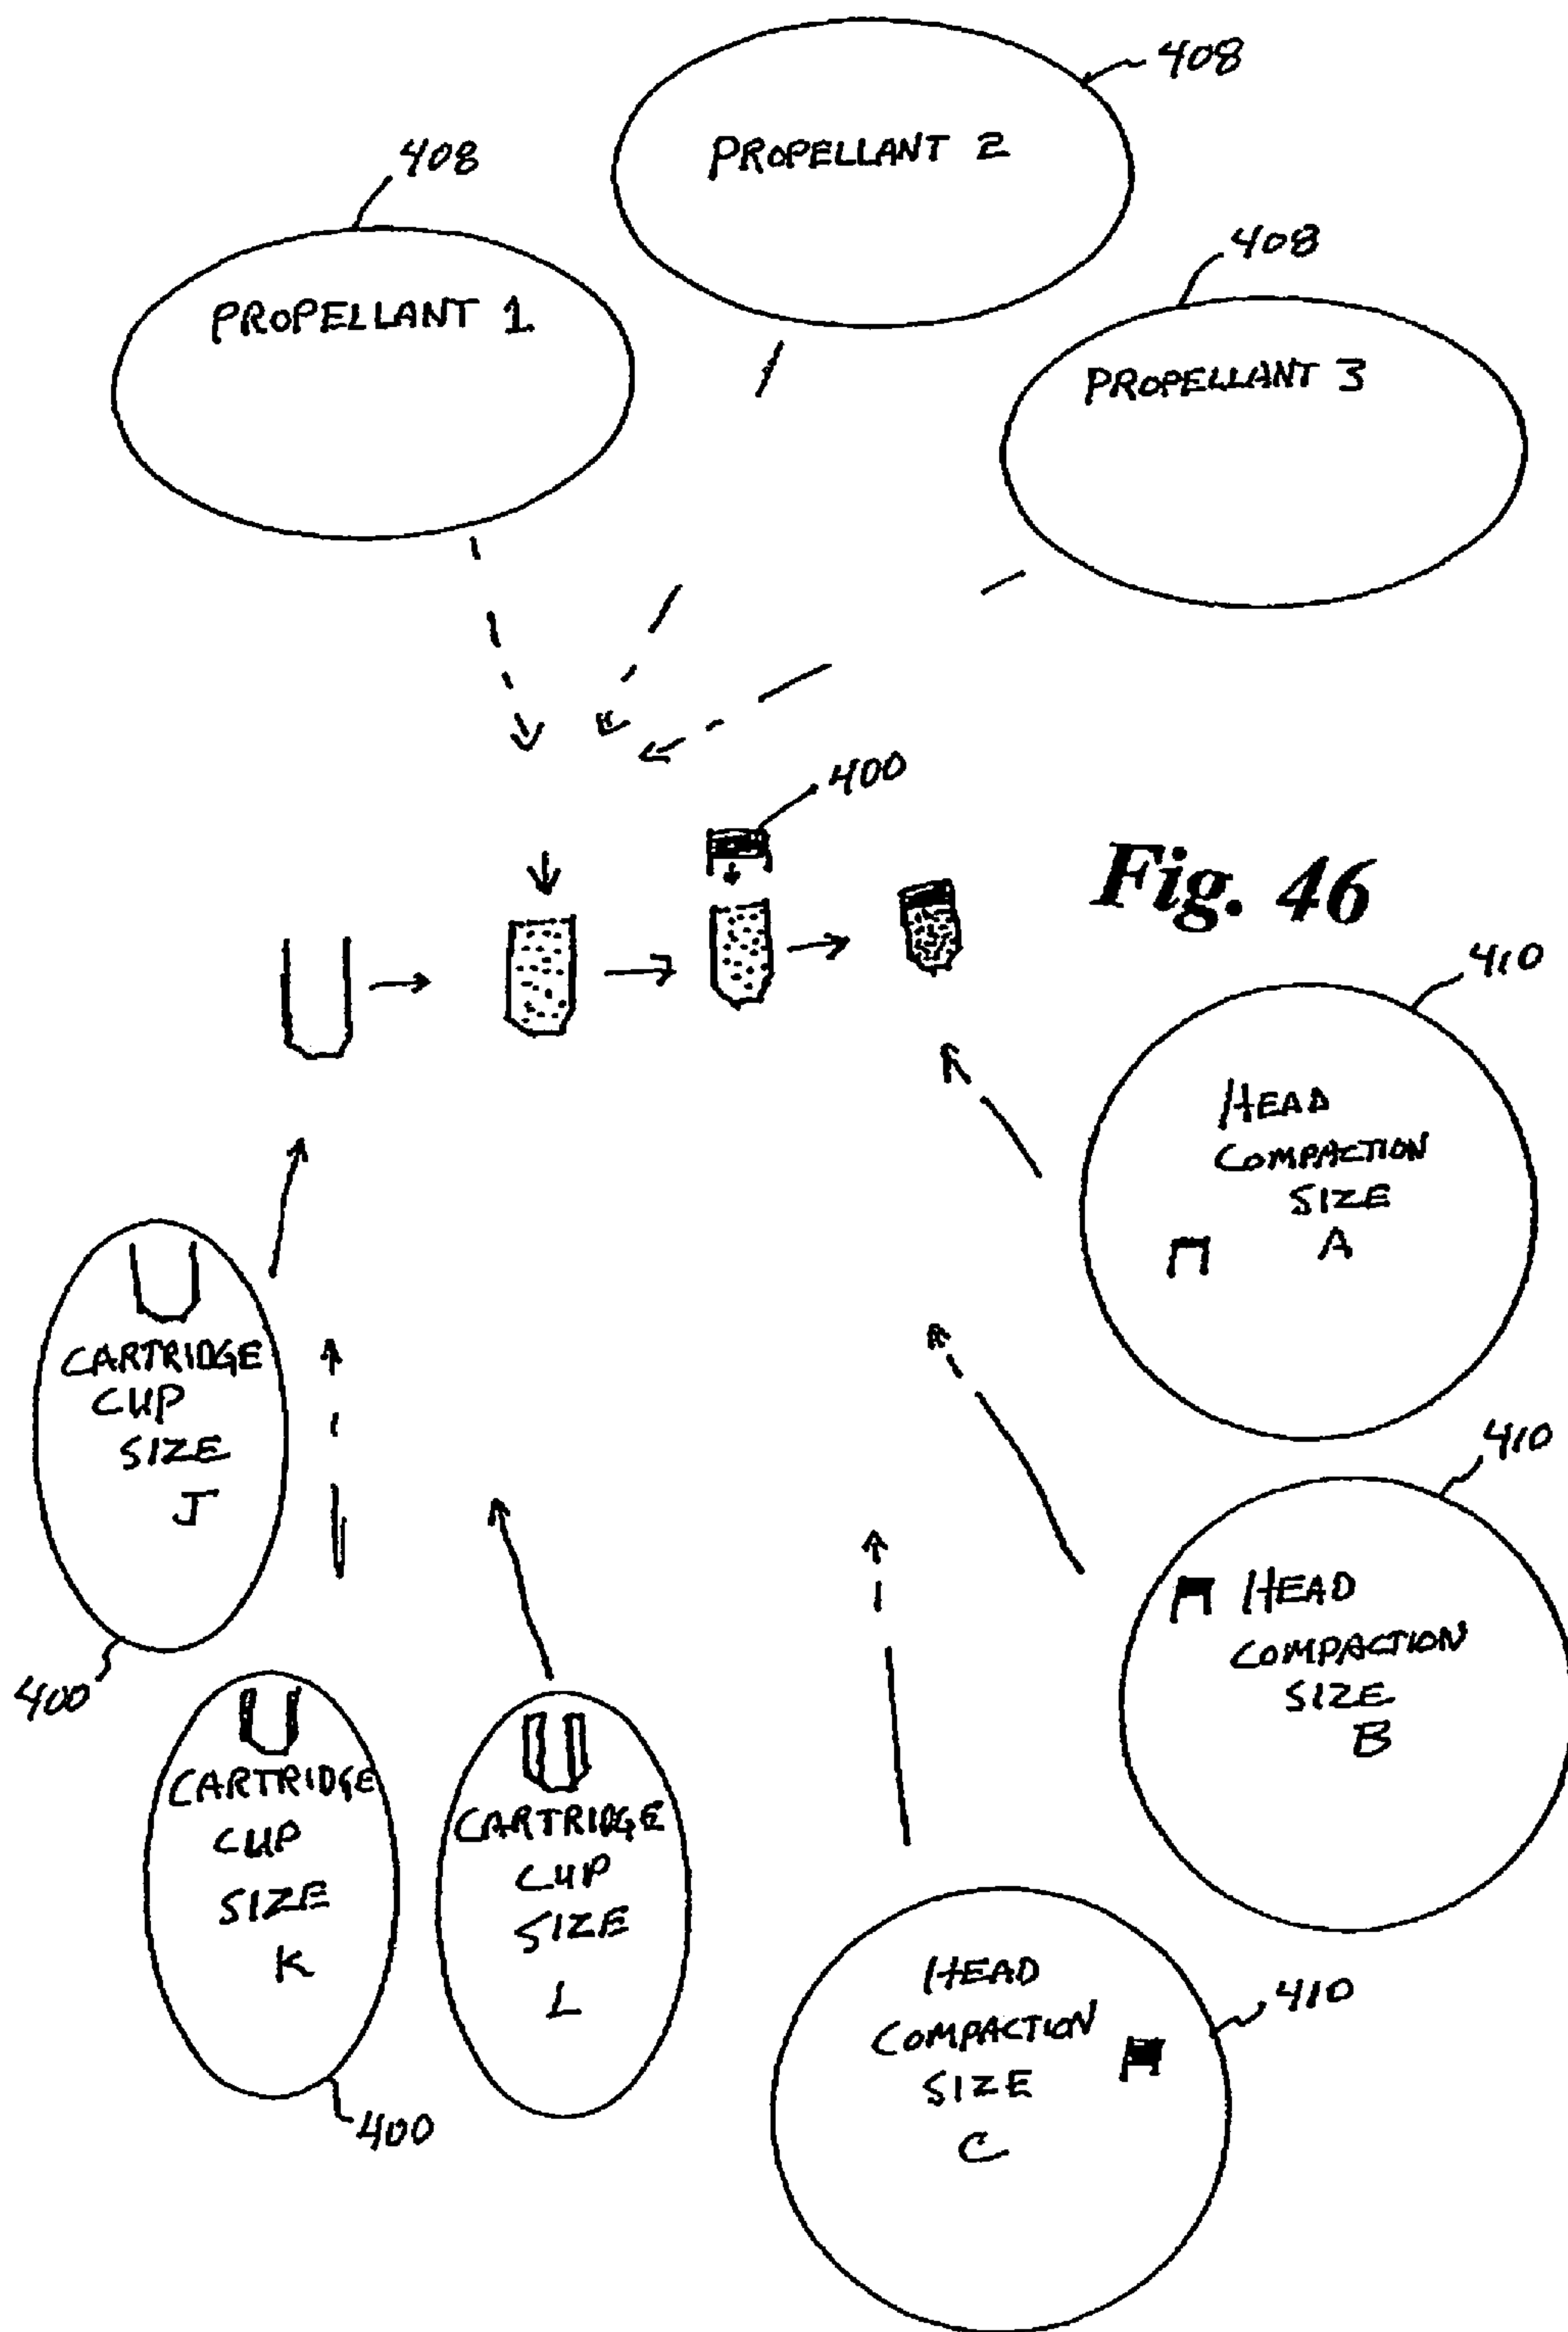 408
PROPELLANT 2
408
PROPELLANT 1
408
PROPELLANT 3
400
Fig. 46
410
HEAD
COMPACTION
SIZE
A
CARTRIDGE
CUP
SIZE
J
400
410
HEAD
COMPACTION
SIZE
B
CARTRIDGE
CUP
SIZE
K
400
CARTRIDGE
CUP
SIZE
L
410
HEAD
COMPACTION
SIZE
C